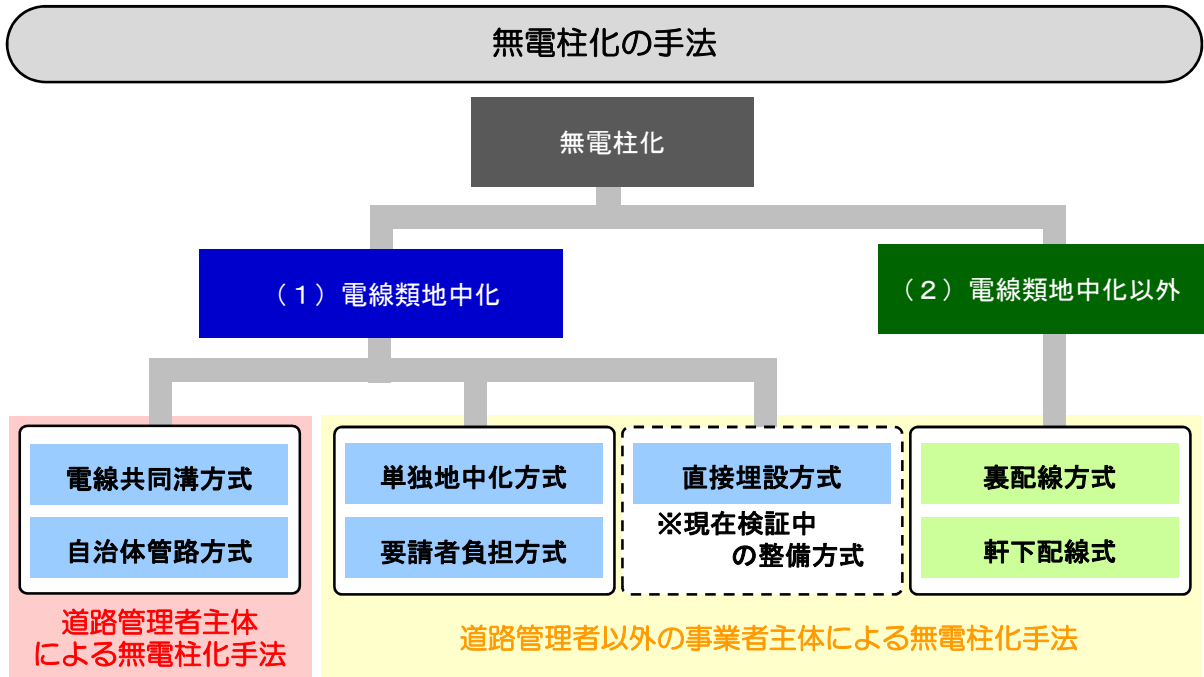 無電柱化の手法
無電柱化
（１）電線類地中化
（２）電線類地中化以外
電線共同溝方式
自治体管路方式
単独地中化方式
要請者負担方式
直接埋設方式
※現在検証中
の整備方式
裏配線方式
軒下配線式
道路管理者主体
による無電柱化手法
道路管理者以外の事業者主体による無電柱化手法